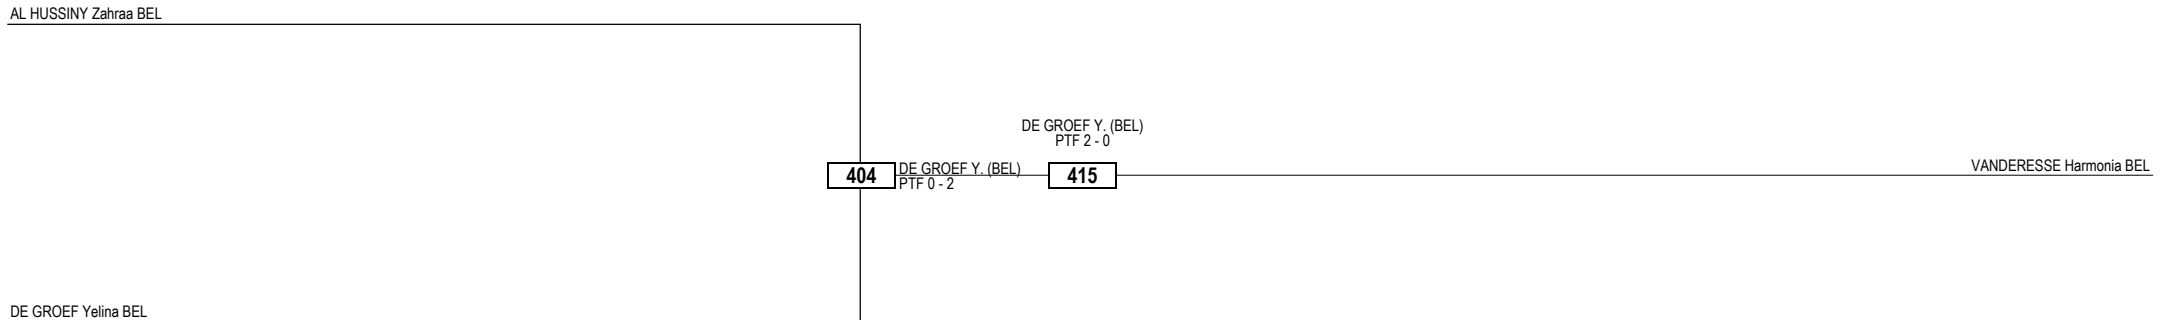 AL HUSSINY Zahraa BEL
DE GROEF Y. (BEL)
PTF 2 - 0
404
DE GROEF Y. (BEL)
PTF 0 - 2
415
VANDERESSE Harmonia BEL
DE GROEF Yelina BEL